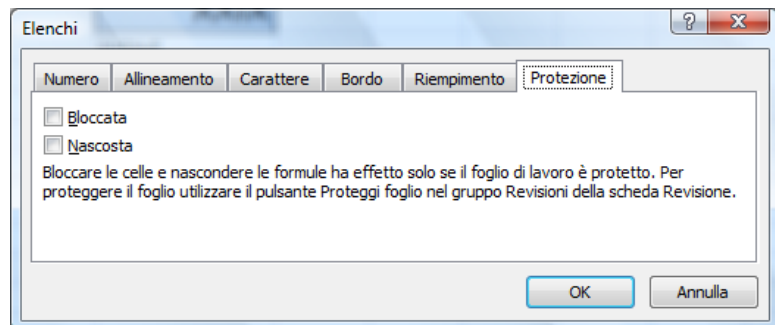 Elenchi
Numero Allineamento Carattere Bordo Riempimento Protezione
Bloccata
Nascosta
Bloccare le celle e nascondere le formule ha effetto solo se il foglio di lavoro è protetto. Per
proteggere il foglio utilizzare il pulsante Proteggi foglio nel gruppo Revisioni della scheda Revisione.
OK Annulla